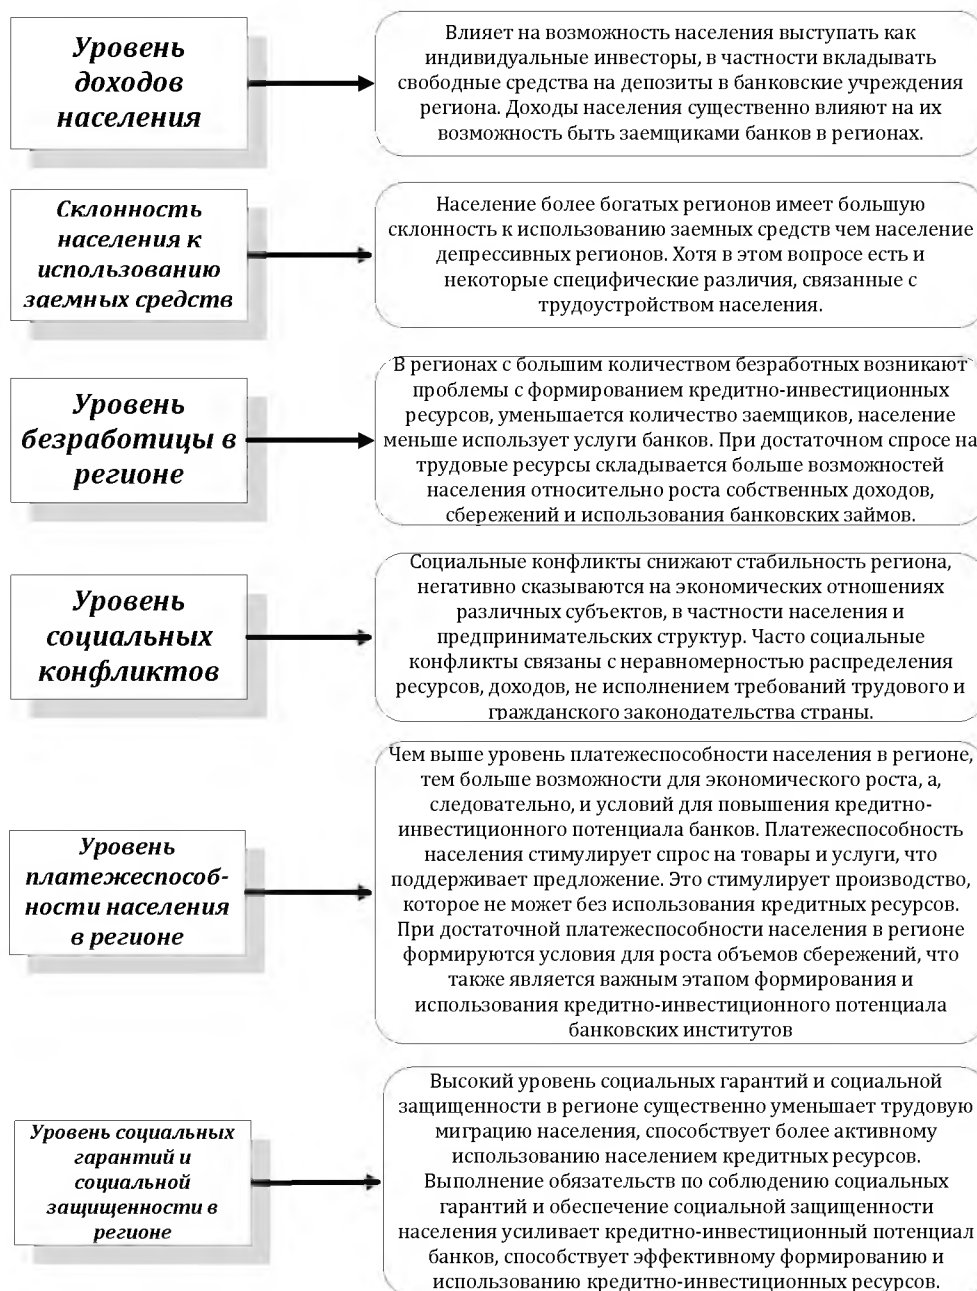 Уровень
доходов
населения
Влияет на возможность населения выступать как
индивидуальные инвесторы, в частности вкладывать
свободные средства на депозиты в банковские учреждения
региона. Доходы населения существенно влияют на их
возможность быть заемщиками банков в регионах.
Склонность
населения к
использованию
заемных средств
Население более богатых регионов имеет большую
склонность к использованию заемных средств чем население
депрессивных регионов. Хотя в этом вопросе есть и
некоторые специфические различия, связанные с
трудоустройством населения.
Уровень
безработицы в
регионе
В регионах с большим количеством безработных возникают
проблемы с формированием кредитно-инвестиционных
ресурсов, уменьшается количество заемщиков, население
меньше использует услуги банков. При достаточном спросе на
трудовые ресурсы складывается больше возможностей
населения относительно роста собственных доходов,
сбережений и использования банковских займов.
Уровень
социальных
конфликтов
Социальные конфликты снижают стабильность региона,
негативно сказываются на экономических отношениях
различных субъектов, в частности населения и
предпринимательских структур. Часто социальные
конфликты связаны с неравномерностью распределения
ресурсов, доходов, не исполнением требований трудового и
гражданского законодательства страны.
Уровень
платежеспособ-
ности населения
в регионе
Чем выше уровень платежеспособности населения в регионе,
тем больше возможности для экономического роста, а,
следовательно, и условий для повышения кредитно-
инвестиционного потенциала банков. Платежеспособность
населения стимулирует спрос на товары и услуги, что
поддерживает предложение. Это стимулирует производство,
которое не может без использования кредитных ресурсов.
При достаточной платежеспособности населения в регионе
формируются условия для роста объемов сбережений, что
также является важным этапом формирования и
использования кредитно-инвестиционного потенциала
банковских институтов
Уровень социальных
гарантий и
социальной
защищенности в
регионе
Высокий уровень социальных гарантий и социальной
защищенности в регионе существенно уменьшает трудовую
миграцию населения, способствует более активному
использованию населением кредитных ресурсов.
Выполнение обязательств по соблюдению социальных
гарантий и обеспечение социальной защищенности
населения усиливает кредитно-инвестиционный потенциал
банков, способствует эффективному формированию и
использованию кредитно-инвестиционных ресурсов.